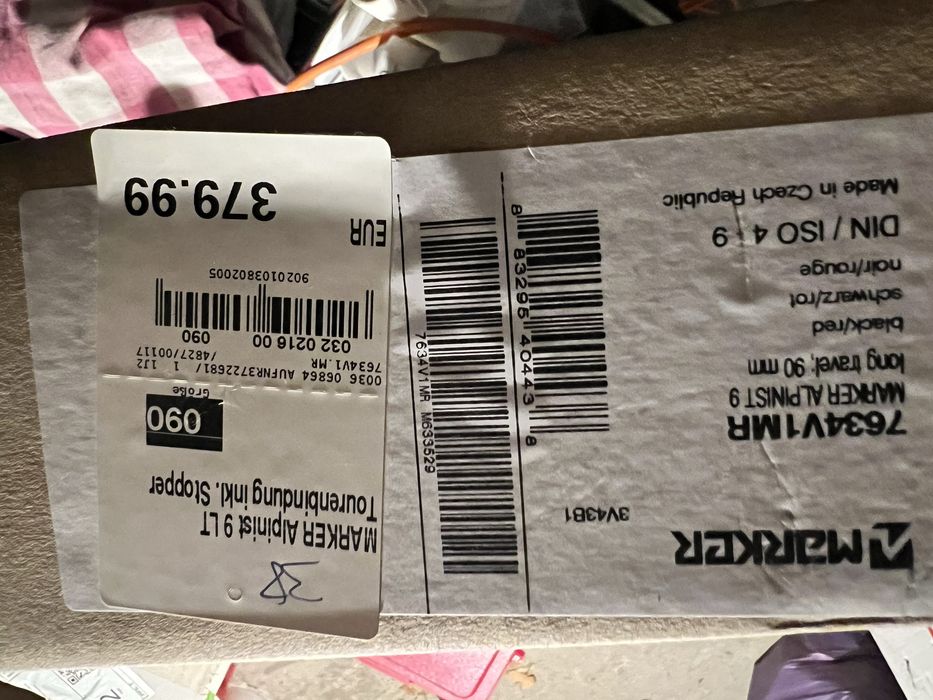 MARKER
3V43B1
7634V1MR
MARKER ALPINIST 9
long travel; 90 mm
black/red
schwarz/rot
noir/rouge
DIN / ISO 4 - 9
Made in Czech Republic
8 83295 40443 8
7634V1MR M633529
38
MARKER Alpinist 9 LT
Tourenbindung inkl. Stopper
090
Größe
0036 06864 AUFNR3722681/ 1 1J2
7634V1.MR /4827/00117
032 0216 00 090
9020103802005
EUR
379.99